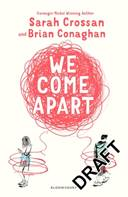 Carnegie Medal Winning Author
SARAH CROSSAN
AND BRIAN CONAGHAN
WE
COME
APART
DRAFT
BLOOMSBURY